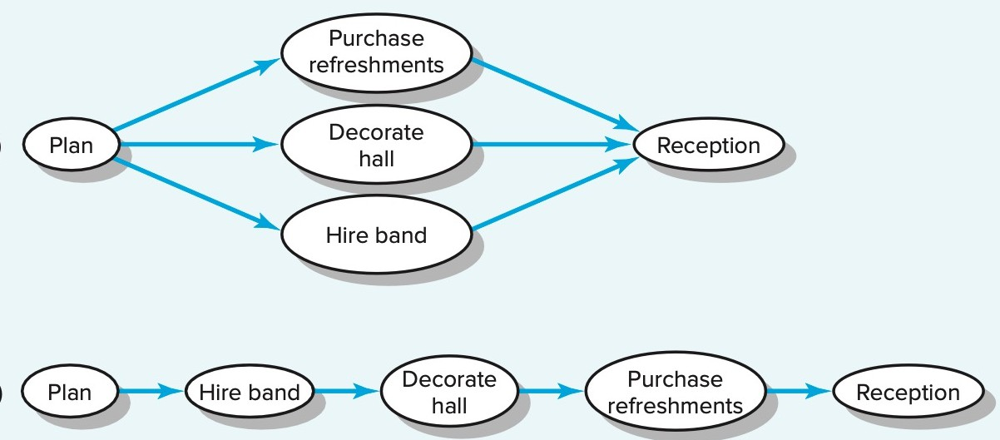 Purchase
refreshments
Plan
Decorate
hall
Reception
Hire band
Plan
Hire band
Decorate
hall
Purchase
refreshments
Reception